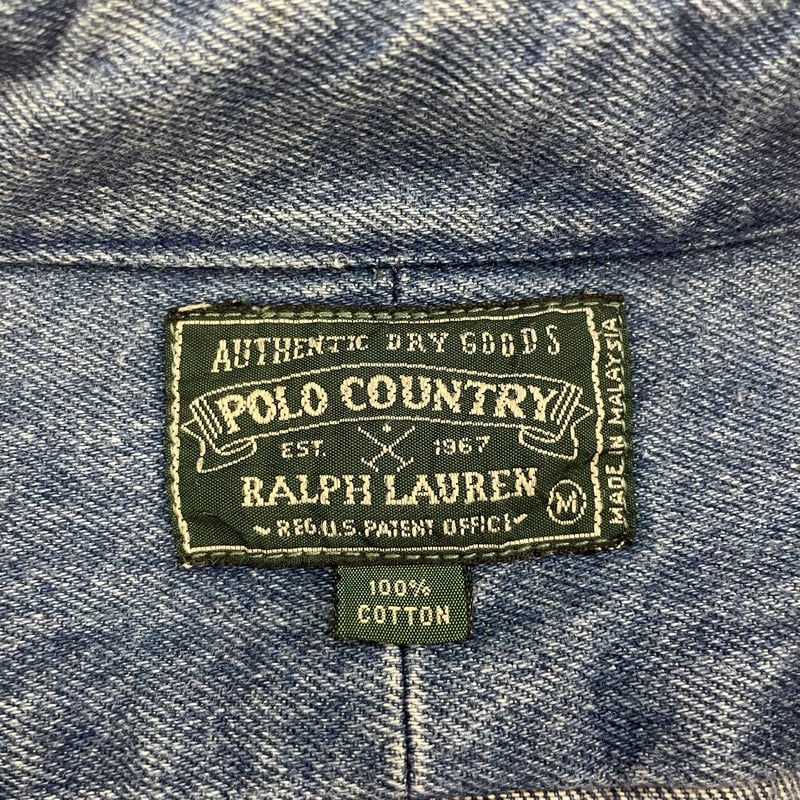 AUTHENTIC DRY GOODS
POLO COUNTRY
EST. 1967
RALPH LAUREN
M
REG. U.S. PATENT OFFICE
MADE IN MALAYSIA
100%
COTTON